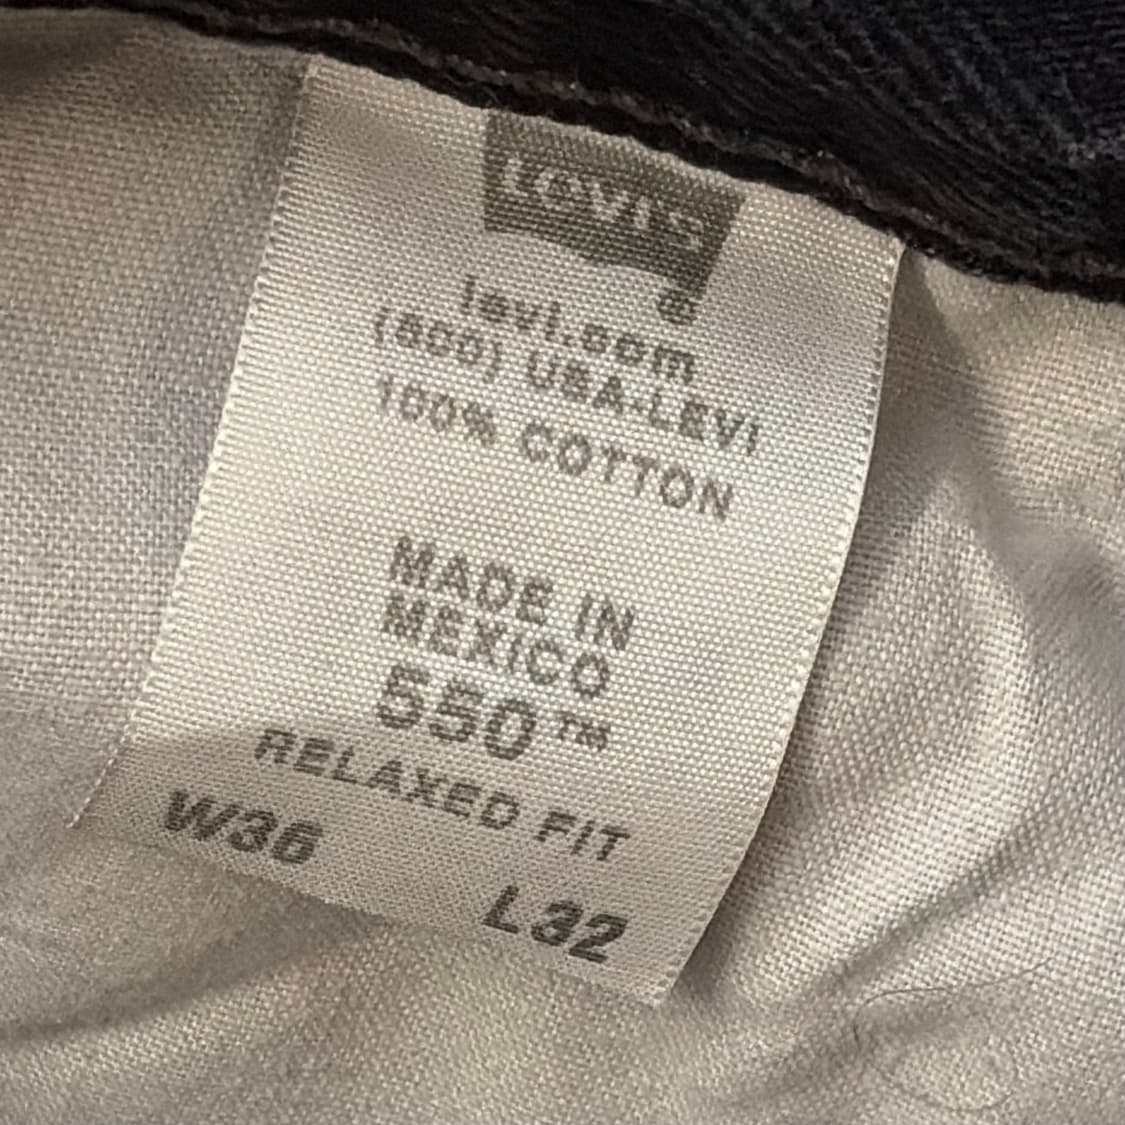 LEVI'S
®
levi.com
(800) USA-LEVI
100% COTTON
MADE IN
MEXICO
550™
RELAXED FIT
W36 L32